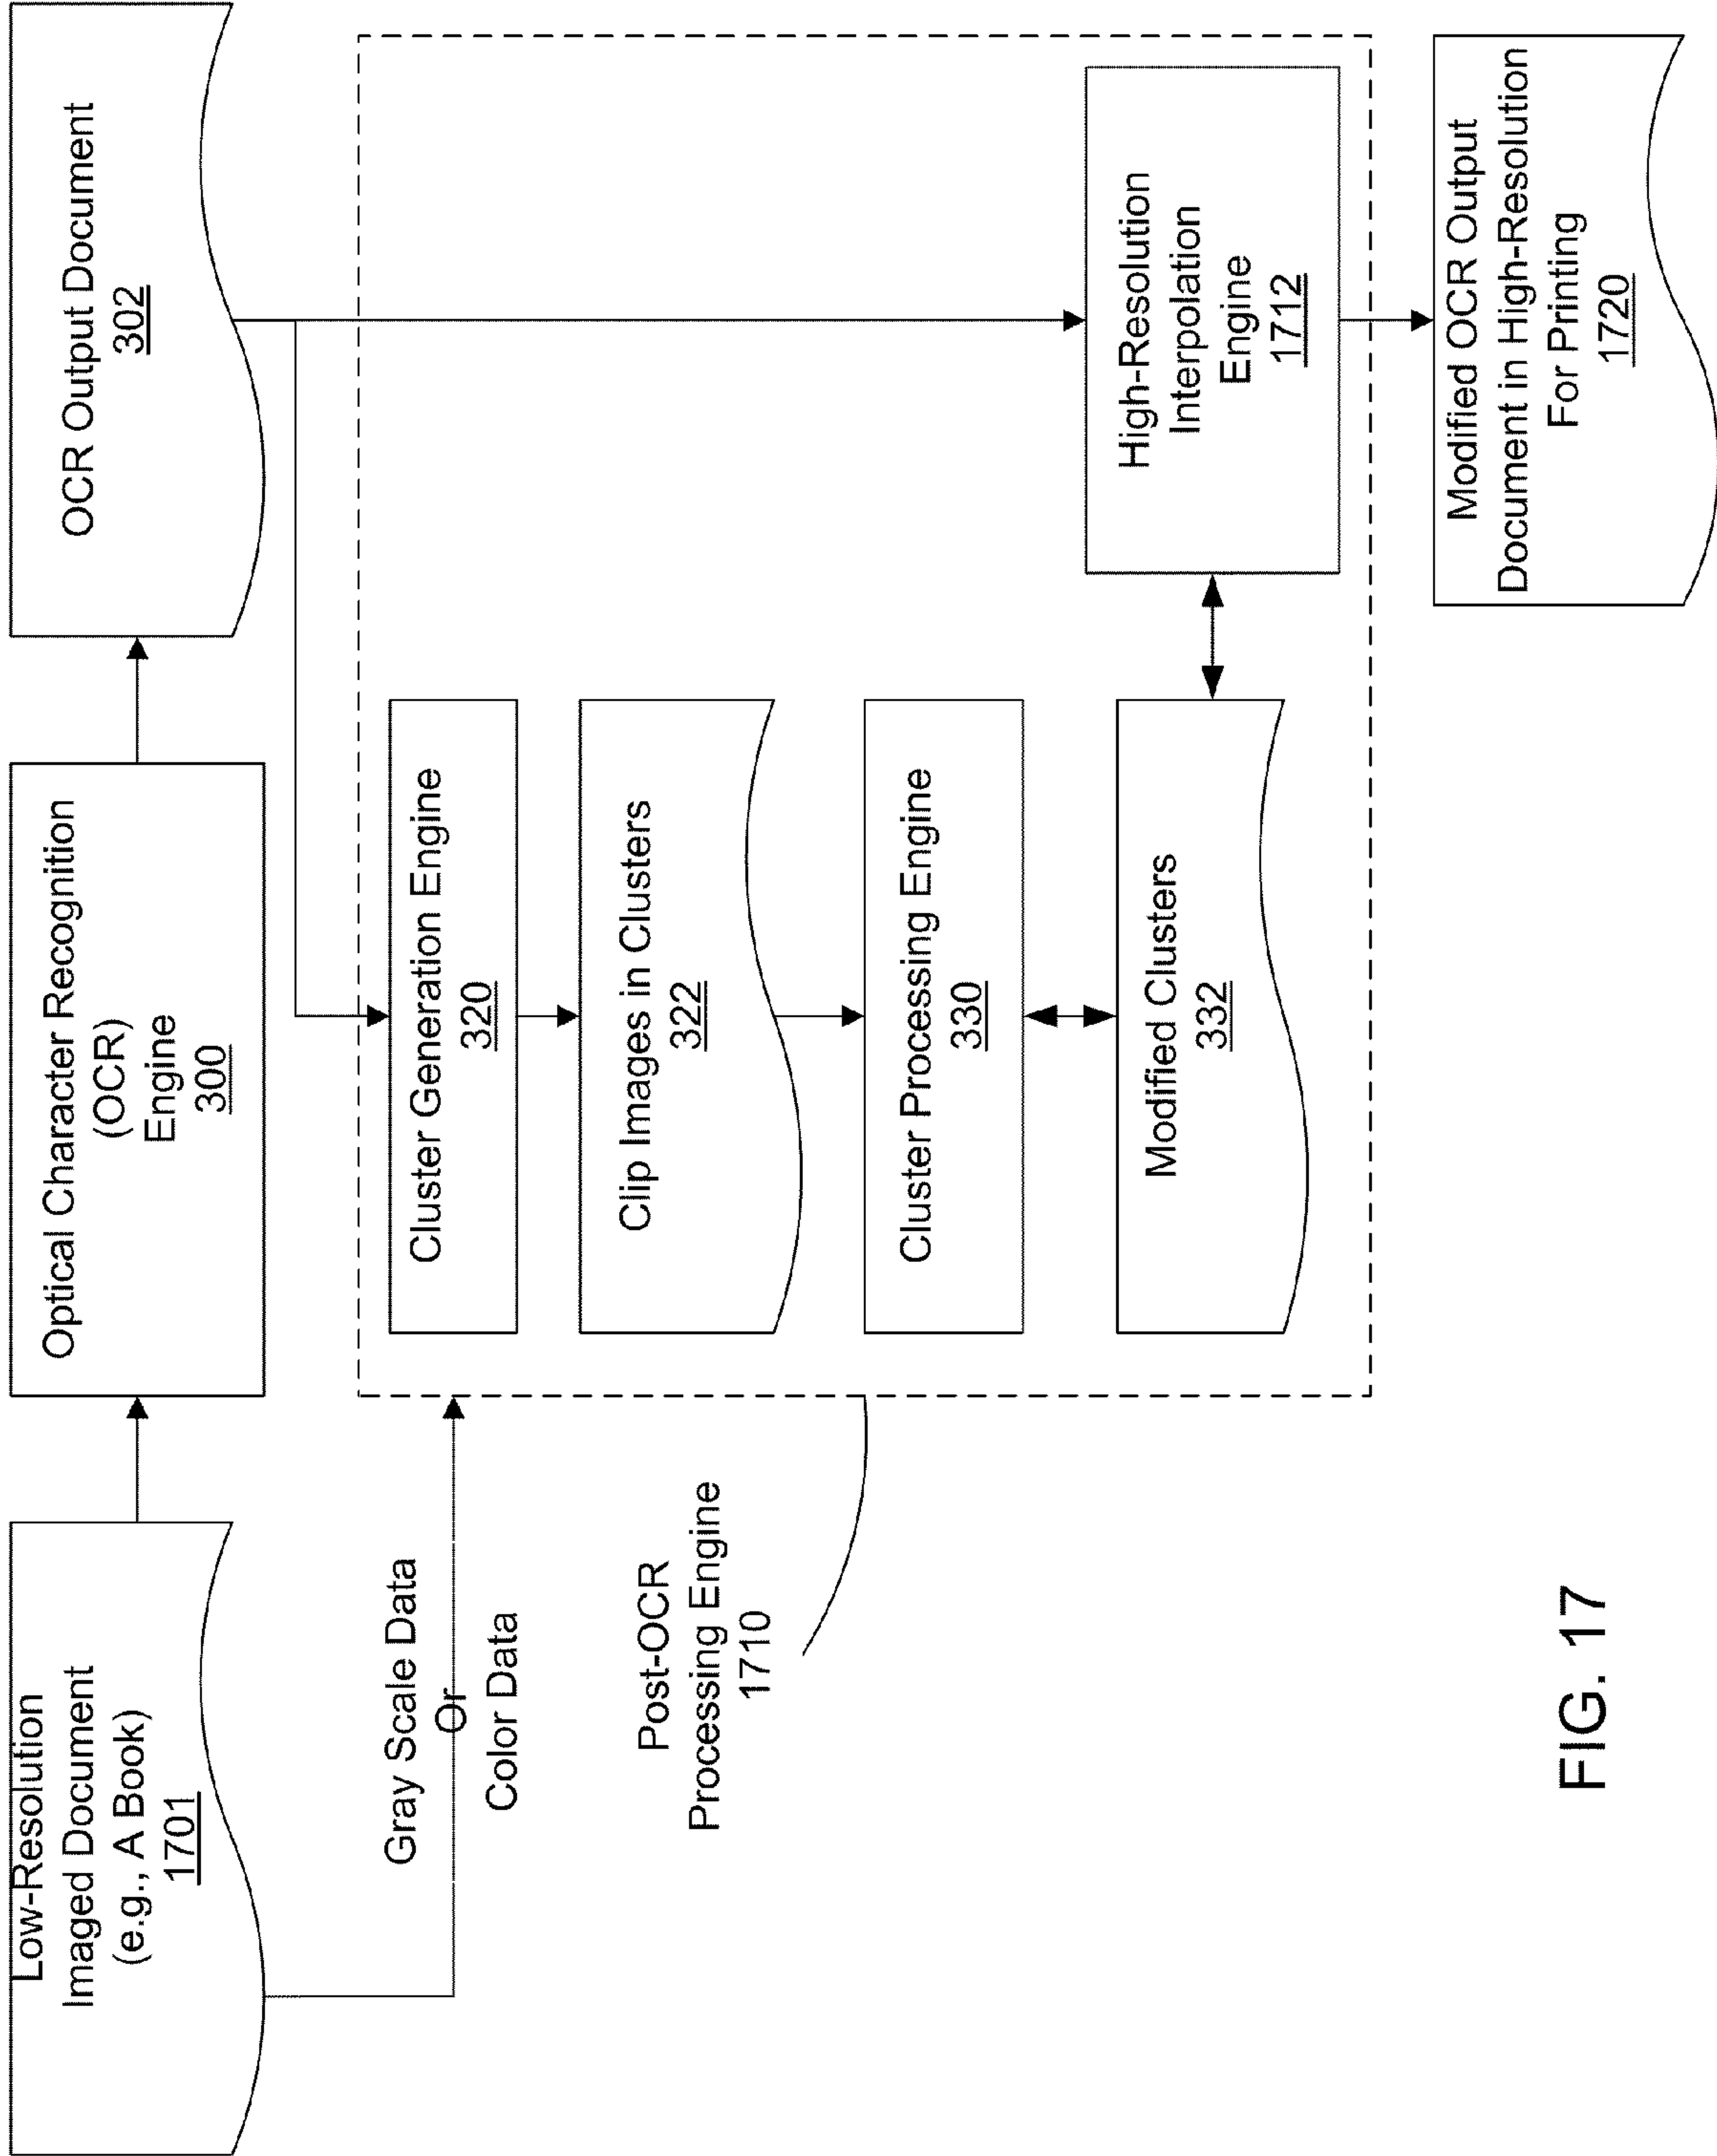 Low-Resolution
Imaged Document
(e.g., A Book)
1701
Optical Character Recognition
(OCR)
Engine
300
OCR Output Document
302
Gray Scale Data
Or
Color Data
Post-OCR
Processing Engine
1710
Cluster Generation Engine
320
Clip Images in Clusters
322
Cluster Processing Engine
330
Modified Clusters
332
High-Resolution
Interpolation
Engine
1712
Modified OCR Output
Document in High-Resolution
For Printing
1720
FIG. 17